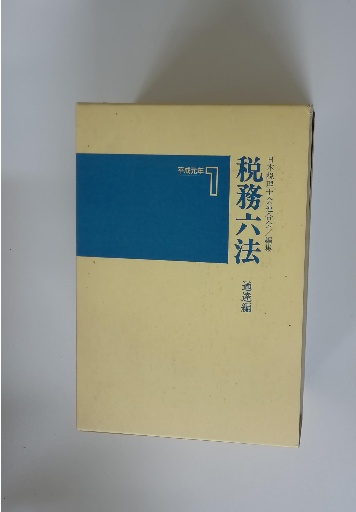 日本税理士会連合会/編集
税務六法
通達編
平成元年